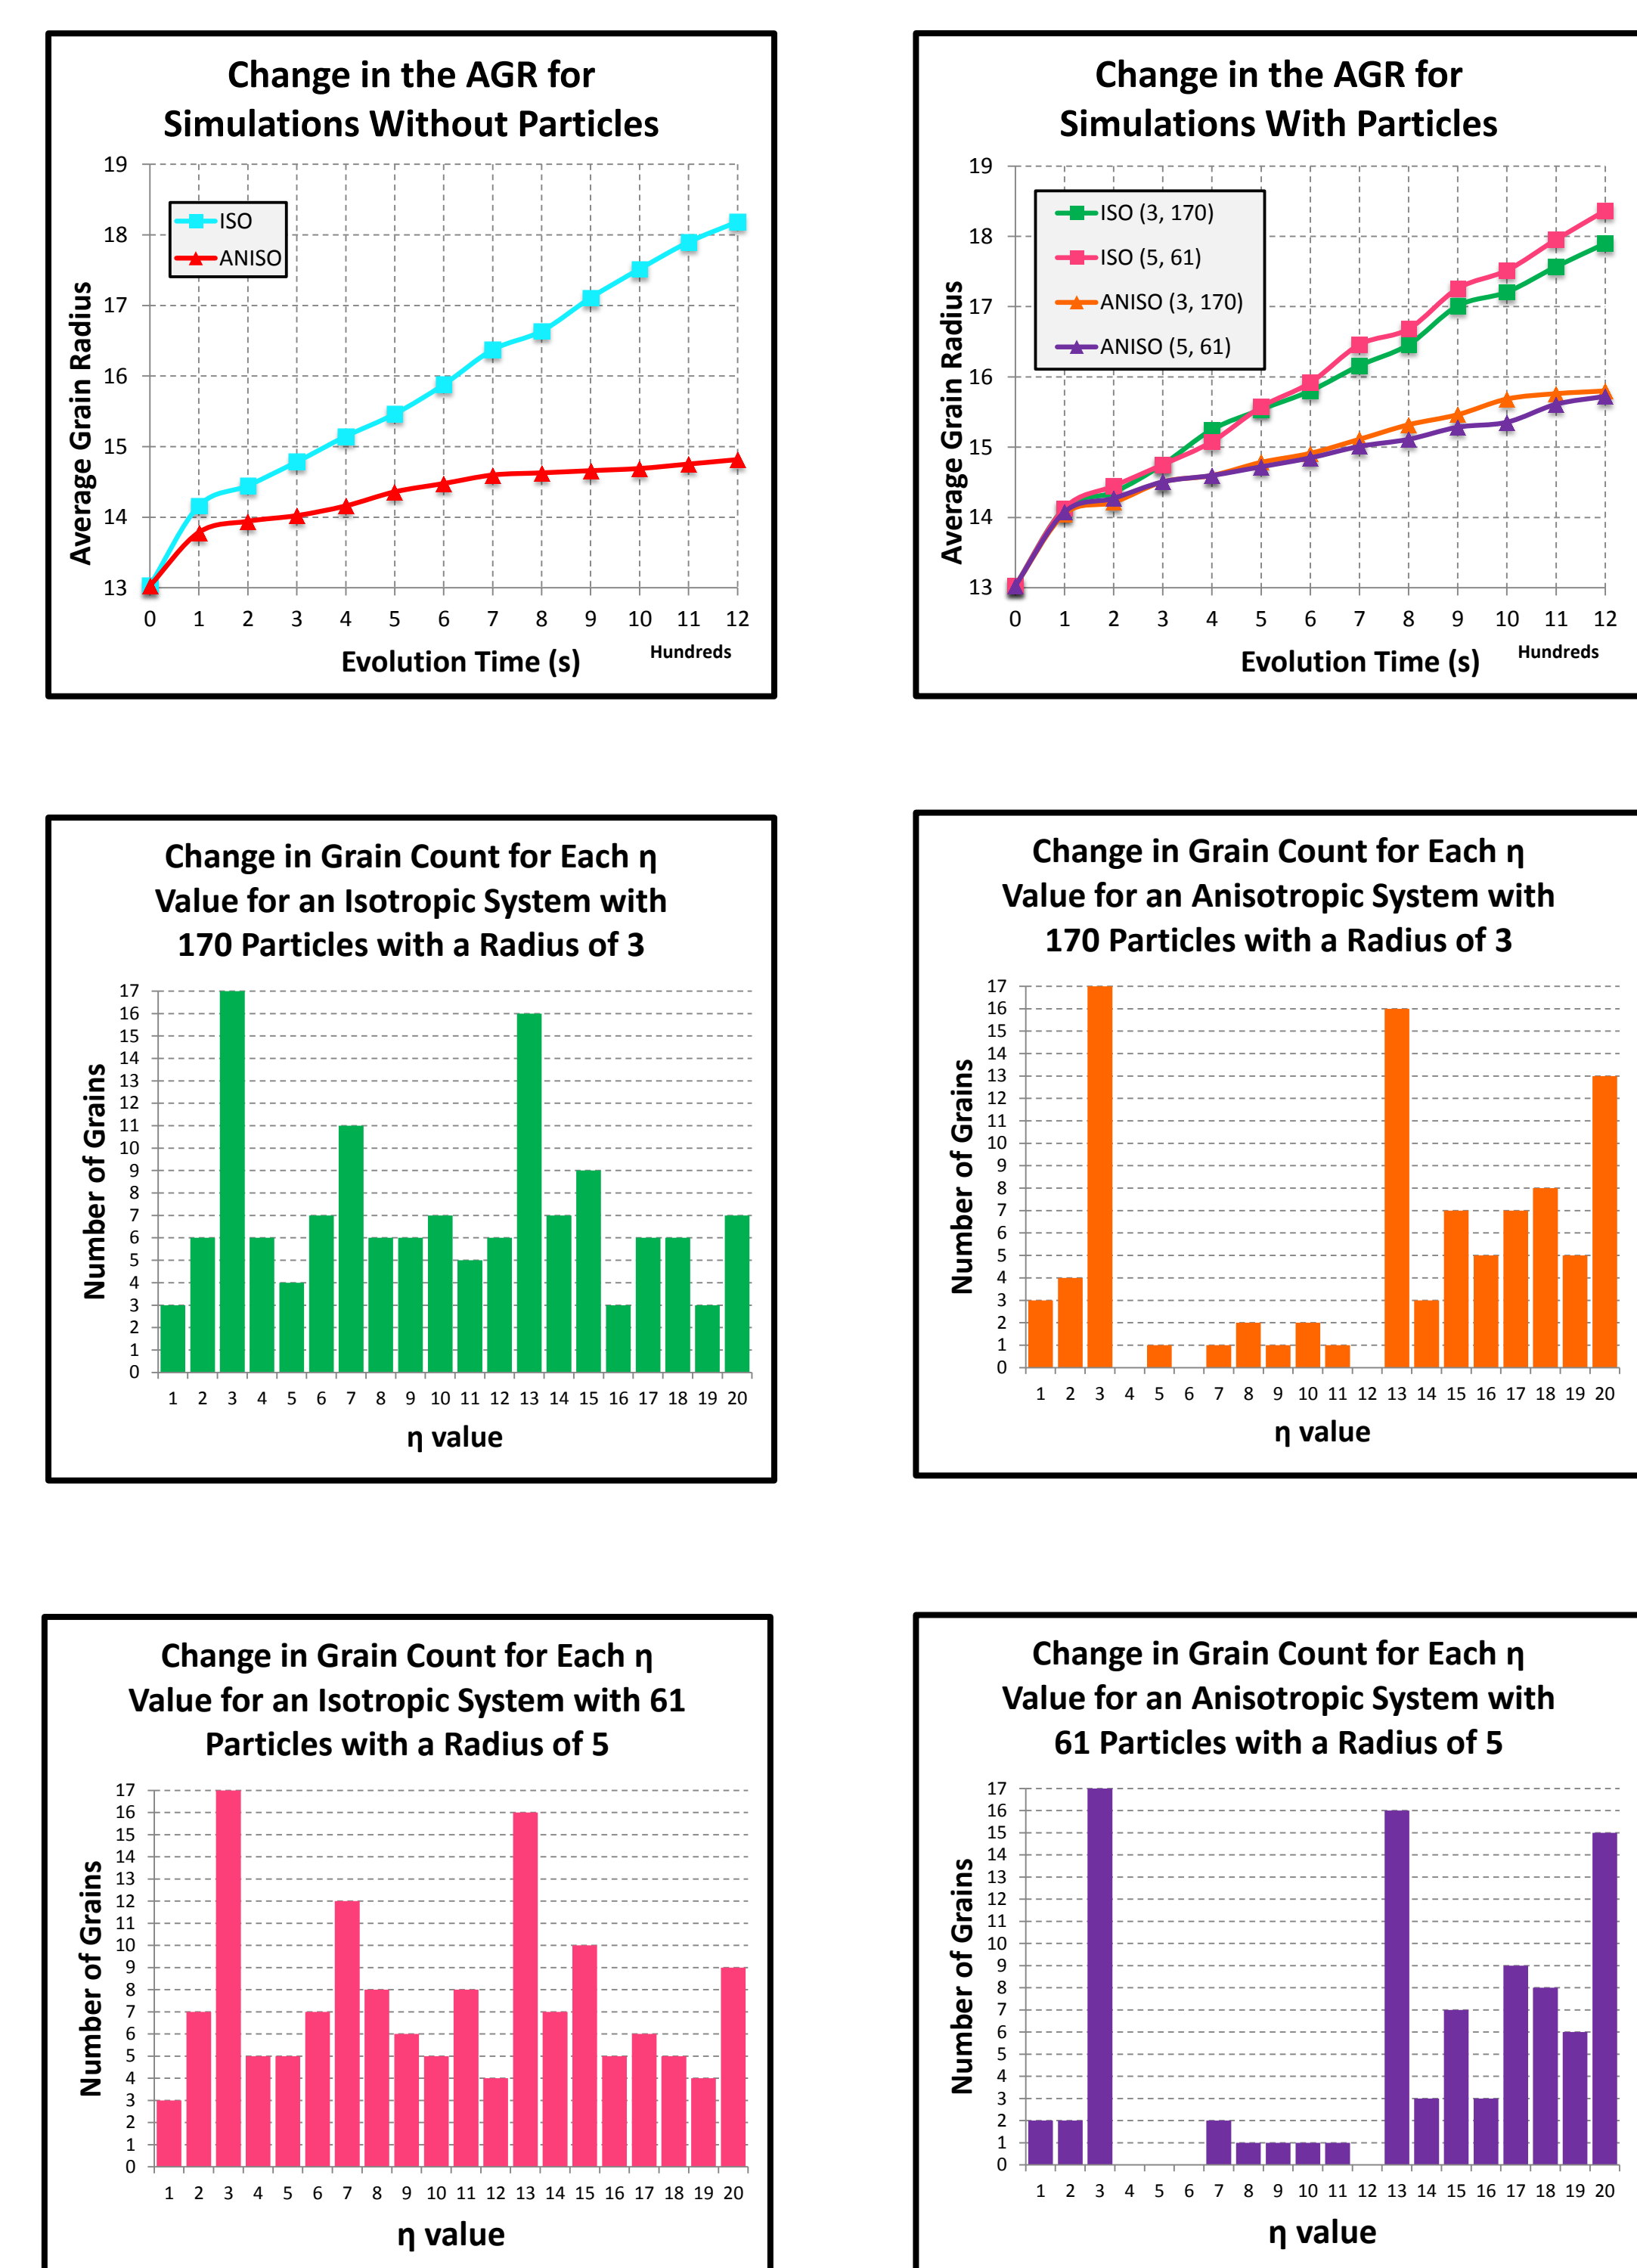 Change in the AGR for
Simulations Without Particles
19
18
17
16
15
14
13
Average Grain Radius
ISO
ANISO
0 1 2 3 4 5 6 7 8 9 10 11 12
Hundreds
Evolution Time (s)
Change in the AGR for
Simulations With Particles
19
18
17
16
15
14
13
Average Grain Radius
ISO (3, 170)
ISO (5, 61)
ANISO (3, 170)
ANISO (5, 61)
0 1 2 3 4 5 6 7 8 9 10 11 12
Hundreds
Evolution Time (s)
Change in Grain Count for Each η
Value for an Isotropic System with
170 Particles with a Radius of 3
17
16
15
14
13
12
11
10
9
8
7
6
5
4
3
2
1
0
Number of Grains
1 2 3 4 5 6 7 8 9 10 11 12 13 14 15 16 17 18 19 20
η value
Change in Grain Count for Each η
Value for an Anisotropic System with
170 Particles with a Radius of 3
17
16
15
14
13
12
11
10
9
8
7
6
5
4
3
2
1
0
Number of Grains
1 2 3 4 5 6 7 8 9 10 11 12 13 14 15 16 17 18 19 20
η value
Change in Grain Count for Each η
Value for an Isotropic System with 61
Particles with a Radius of 5
17
16
15
14
13
12
11
10
9
8
7
6
5
4
3
2
1
0
Number of Grains
1 2 3 4 5 6 7 8 9 10 11 12 13 14 15 16 17 18 19 20
η value
Change in Grain Count for Each η
Value for an Anisotropic System with
61 Particles with a Radius of 5
17
16
15
14
13
12
11
10
9
8
7
6
5
4
3
2
1
0
Number of Grains
1 2 3 4 5 6 7 8 9 10 11 12 13 14 15 16 17 18 19 20
η value